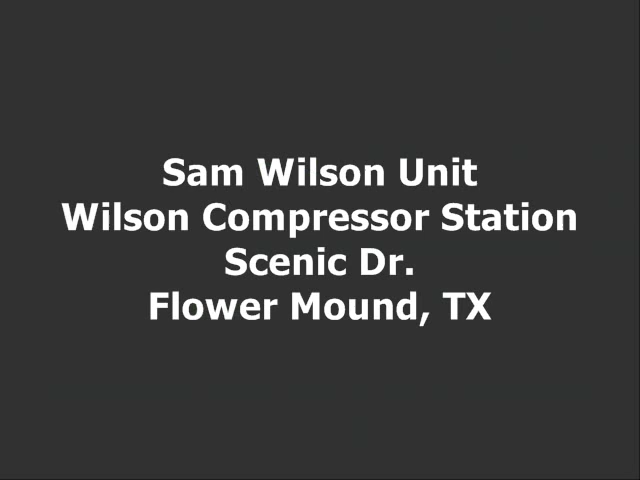 Sam Wilson Unit
Wilson Compressor Station
Scenic Dr.
Flower Mound, TX